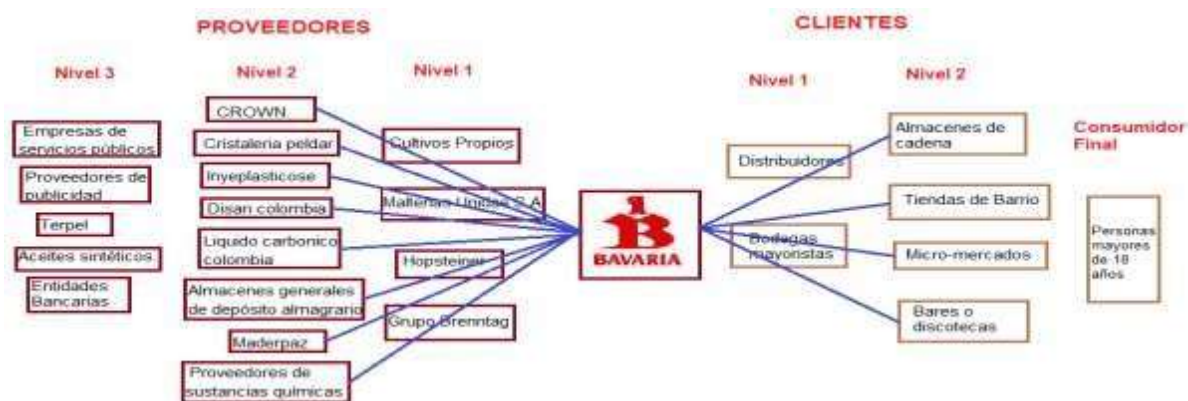 PROVEEDORES
CLIENTES
Nivel 3
Nivel 2
Nivel 1
Nivel 1
Nivel 2
Empresas de
servicios públicos
Proveedores de
publicidad
Terpel
Aceites sintéticos
Entidades
Bancarias
CROWN.
Cristaleria peldar
Inyeplasticose
Disan colombia
Liquido carbonico
colombia
Almacenes generales
de depósito almagrario
Maderpaz
Proveedores de
sustancias químicas
Cultivos Propios
Malterias Unidas S.A
Hopsteiner
Grupo Brenntag
BAVARIA
Distribuidores
Bodegas
mayoristas
Almacenes de
cadena
Tiendas de Barrio
Micro-mercados
Bares o
discotecas
Consumidor
Final
Personas
mayores
de 18
años